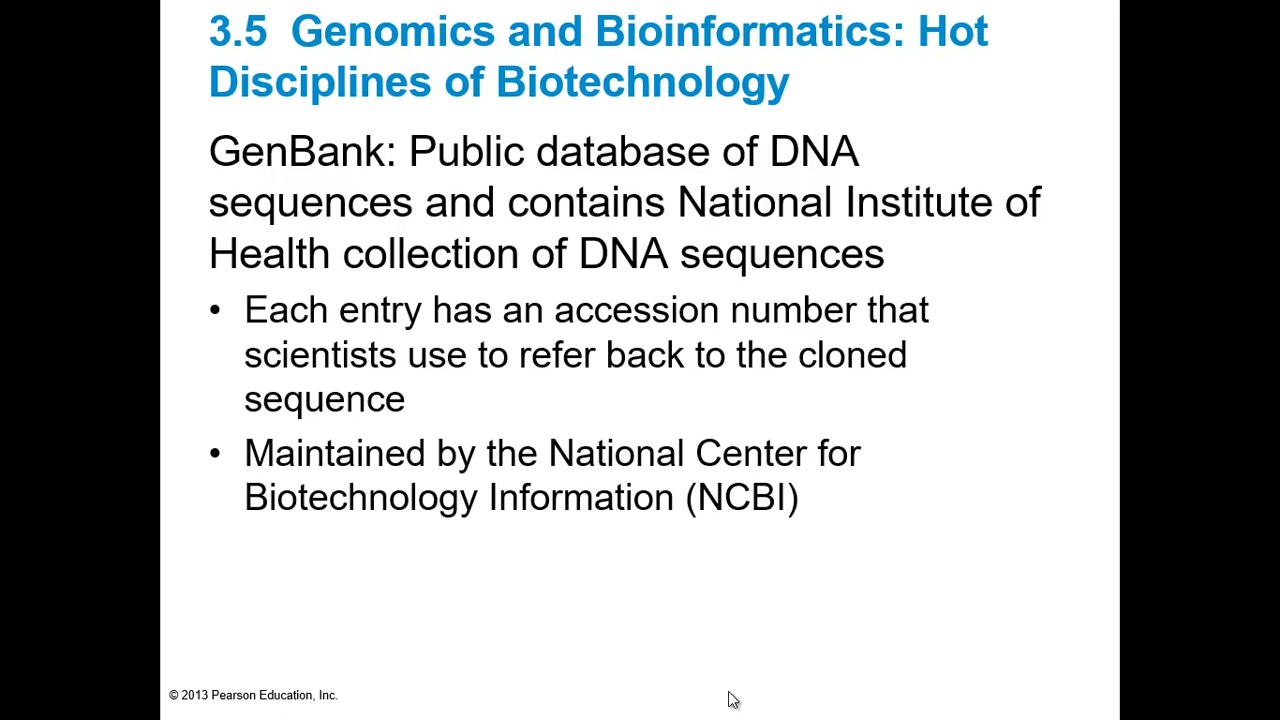 3.5 Genomics and Bioinformatics: Hot
Disciplines of Biotechnology
GenBank: Public database of DNA
sequences and contains National Institute of
Health collection of DNA sequences
• Each entry has an accession number that
scientists use to refer back to the cloned
sequence
• Maintained by the National Center for
Biotechnology Information (NCBI)
© 2013 Pearson Education, Inc.